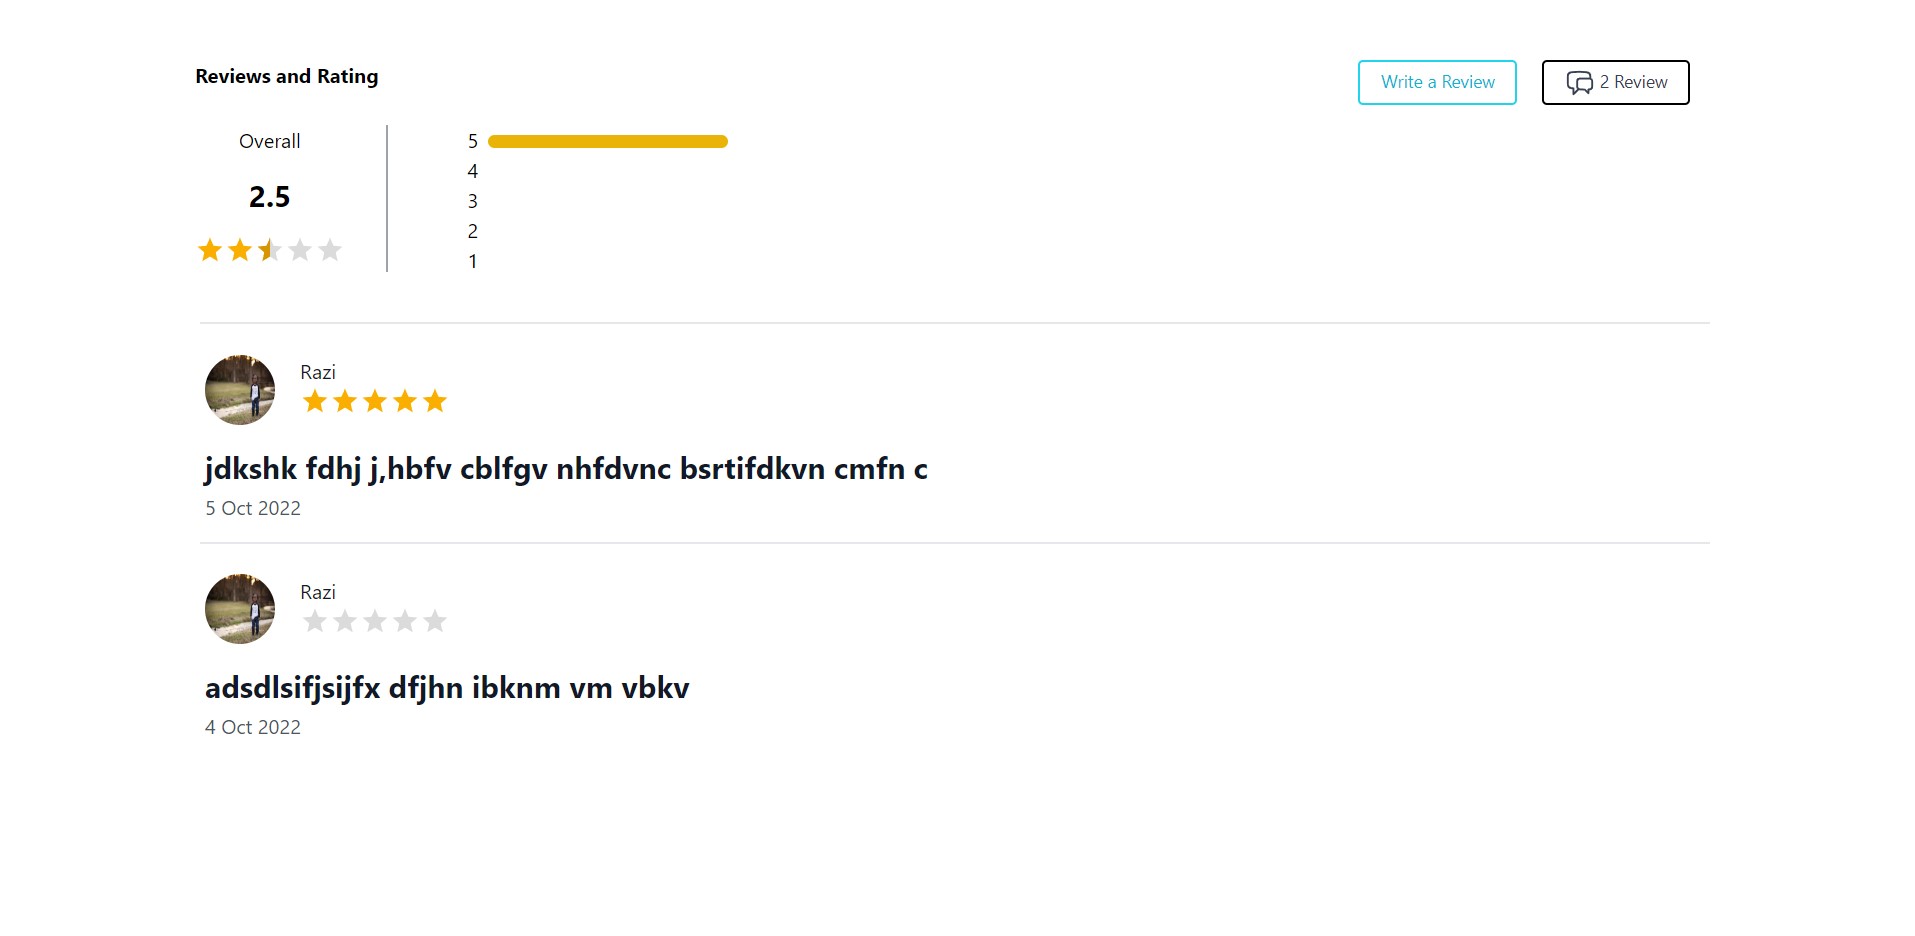 Reviews and Rating
Write a Review
2 Review
Overall
2.5
5
4
3
2
1
Razi
jdkshk fdhj j,hbfv cblfgv nhfdvnc bsrtifdkvn cmfn c
5 Oct 2022
Razi
adsdlsifjsijfx dfjhn ibknm vm vbkv
4 Oct 2022